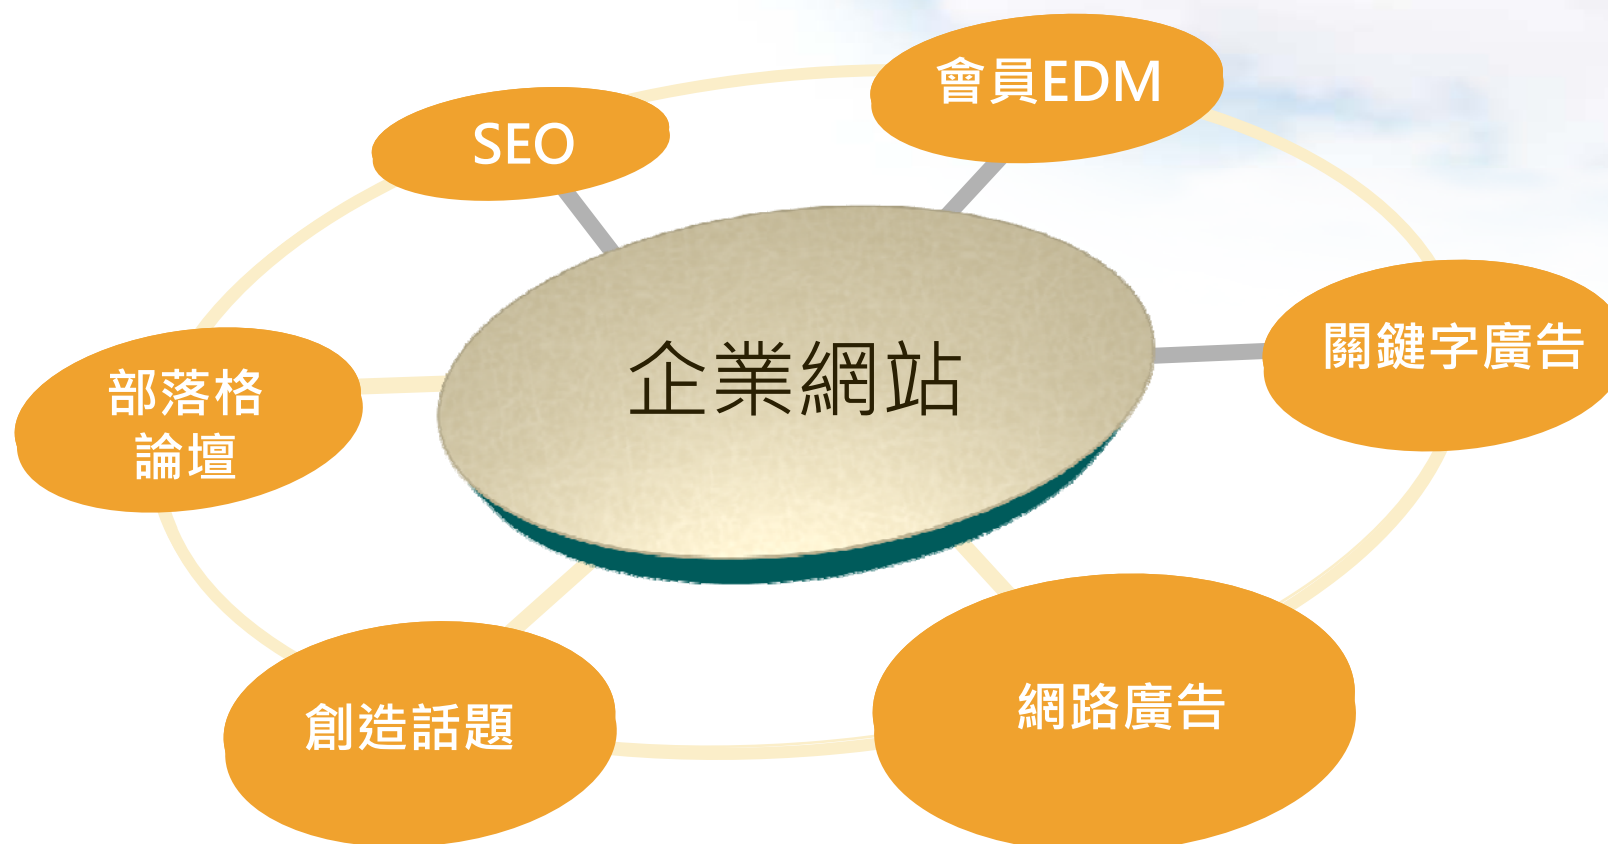 會員EDM
SEO
關鍵字廣告
企業網站
部落格
論壇
網路廣告
創造話題